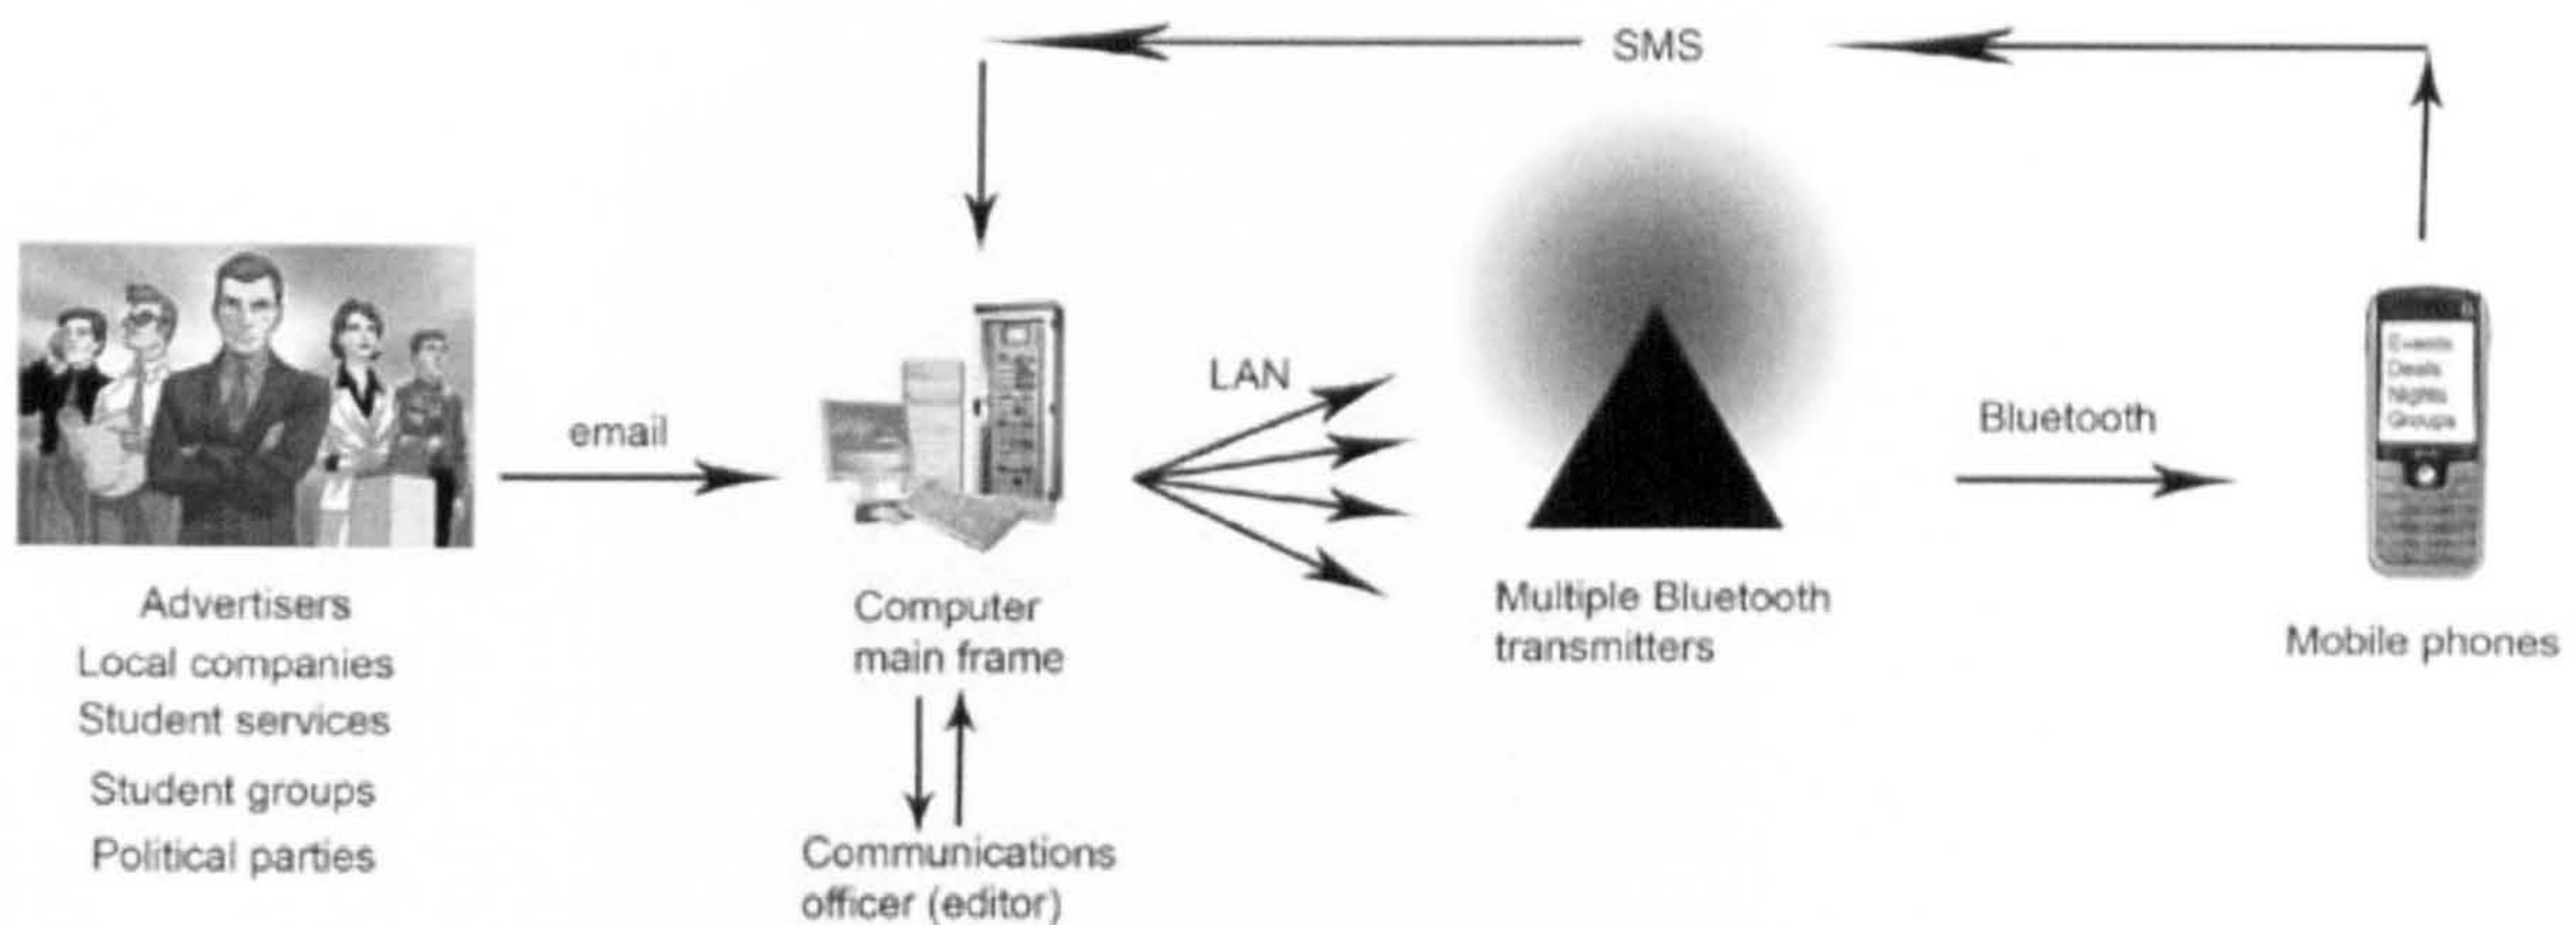 SMS
LAN
email
Bluetooth
Events
Deals
Nights
Groups
Advertisers
Local companies
Student services
Student groups
Political parties
Computer
main frame
Communications
officer (editor)
Multiple Bluetooth
transmitters
Mobile phones